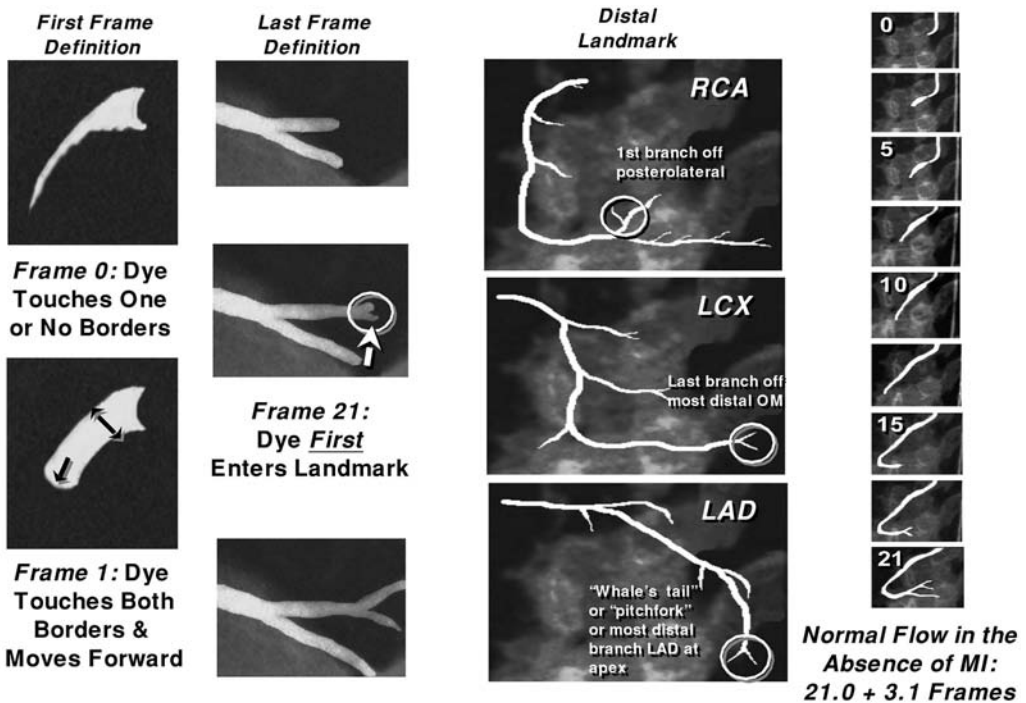 First Frame
Definition
Frame 0: Dye
Touches One
or No Borders
Frame 1: Dye
Touches Both
Borders &
Moves Forward
Last Frame
Definition
Frame 21:
Dye First
Enters Landmark
Distal
Landmark
RCA
1st branch off
posterolateral
LCX
Last branch off
most distal OM
LAD
“Whale's tail”
or “pitchfork”
or most distal
branch LAD at
apex
0
5
10
15
21
Normal Flow in the
Absence of MI:
21.0 + 3.1 Frames